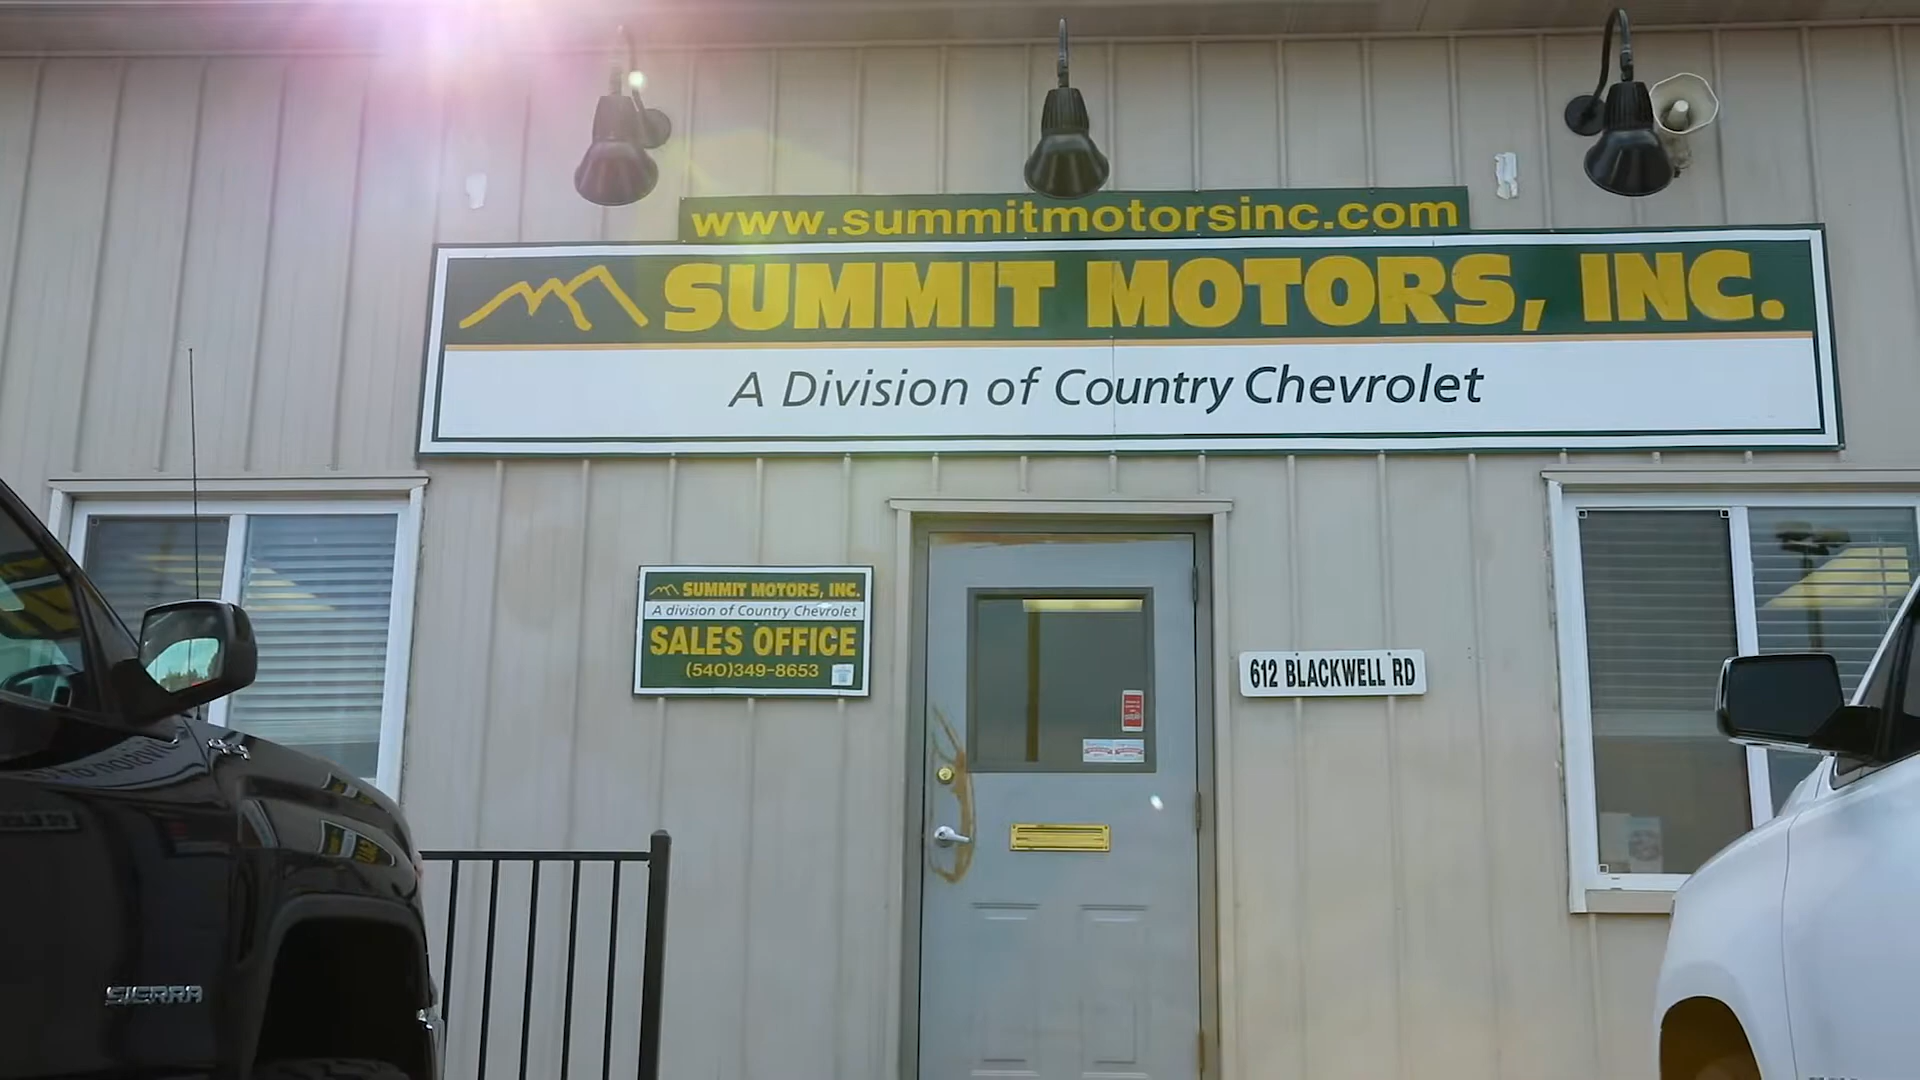 www.summitmotorsinc.com
SUMMIT MOTORS, INC.
A Division of Country Chevrolet
SUMMIT MOTORS, INC.
A division of Country Chevrolet
SALES OFFICE
(540)349-8653
612 BLACKWELL RD
4x4
SIERRA